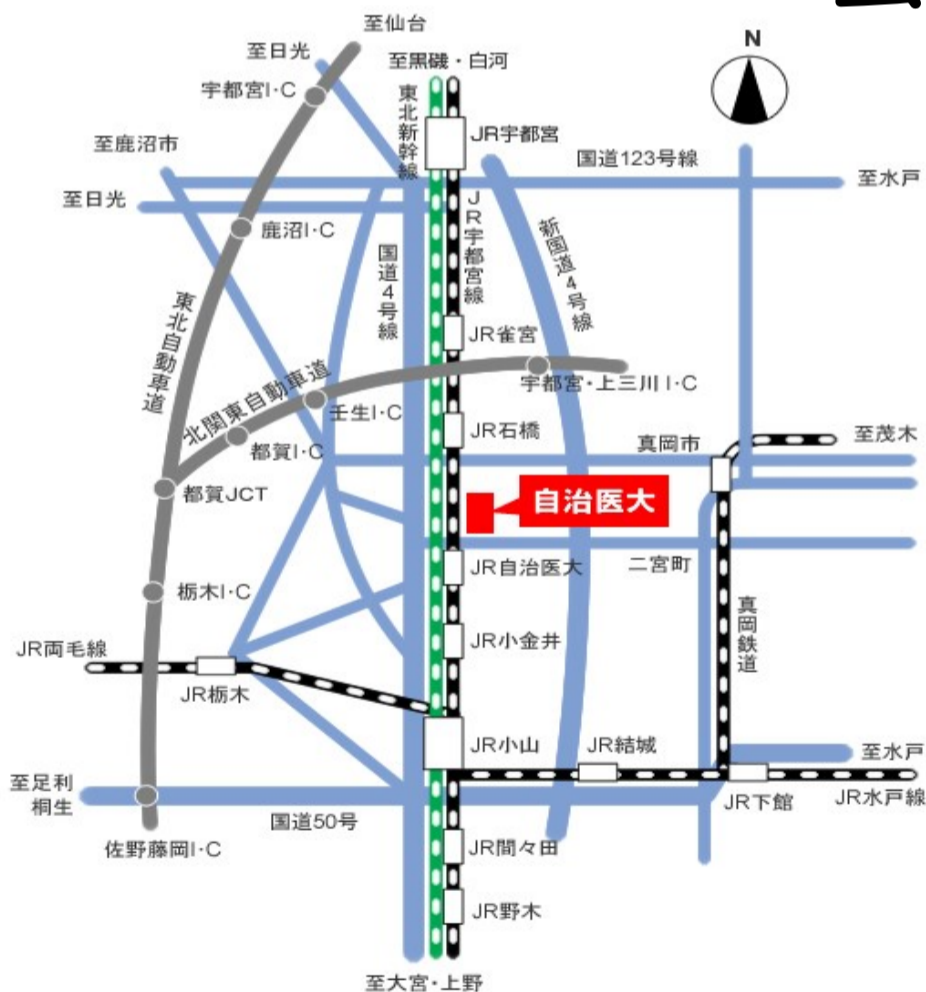 至仙台
至日光
至黒磯・白河
N
宇都宮I・C
東北新幹線
JR宇都宮
至鹿沼市
国道123号線
至水戸
至日光
JR宇都宮線
鹿沼I・C
国道4号線
新国道4号線
東北自動車道
JR雀宮
北関東自動車道
宇都宮・上三川I・C
壬生I・C
JR石橋
真岡市
至茂木
都賀I・C
都賀JCT
自治医大
JR自治医大
二宮町
栃木I・C
真岡鉄道
JR小金井
JR両毛線
JR栃木
JR小山
JR結城
至水戸
至足利
桐生
JR下館
JR水戸線
国道50号
佐野藤岡I・C
JR間々田
JR野木
至大宮・上野